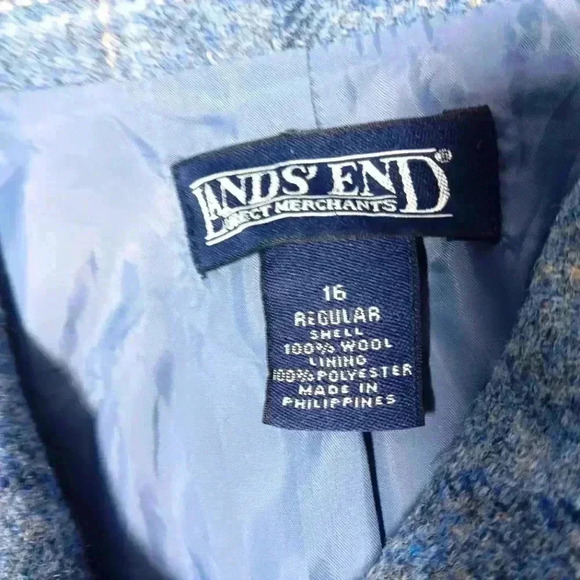 LANDS' END®
DIRECT MERCHANTS
16
REGULAR
SHELL
100% WOOL
LINING
100% POLYESTER
MADE IN
PHILIPPINES